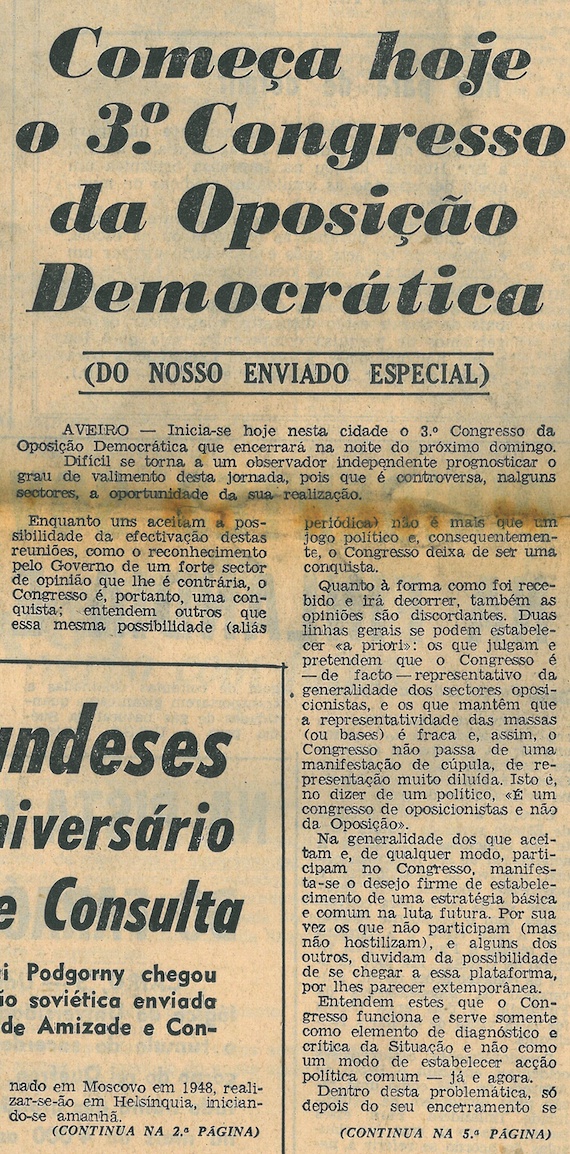 Começa hoje
o 3.º Congresso
da Oposição
Democrática
(DO NOSSO ENVIADO ESPECIAL)
AVEIRO — Inicia-se hoje nesta cidade o 3.º Congresso da
Oposição Democrática que encerrará na noite do próximo domingo.
Difícil se torna a um observador independente prognosticar o
grau de valimento desta jornada, pois que é controversa, nalguns
sectores, a oportunidade da sua realização.
Enquanto uns aceitam a pos-
sibilidade da efectivação destas
reuniões, como o reconhecimento
pelo Governo de um forte sector
de opinião que lhe é contrária, o
Congresso é, portanto, uma con-
quista; entendem outros que
essa mesma possibilidade (aliás
periódica) não é mais que um
jogo político e, consequentemen-
te, o Congresso deixa de ser uma
conquista.
Quanto à forma como foi rece-
bido e irá decorrer, também as
opiniões são discordantes. Duas
linhas gerais se podem estabele-
cer «a priori»: os que julgam e
pretendem que o Congresso é
— de facto — representativo da
generalidade dos sectores oposi-
cionistas, e os que mantêm que
a representatividade das massas
(ou bases) é fraca e, assim, o
Congresso não passa de uma
manifestação de cúpula, de re-
presentação muito diluída. Isto é,
no dizer de um político, «É um
congresso de oposicionistas e não
da Oposição».
Na generalidade dos que acei-
tam e, de qualquer modo, parti-
cipam no Congresso, manifes-
ta-se o desejo firme de estabele-
cimento de uma estratégia básica
e comum na luta futura. Por sua
vez os que não participam (mas
não hostilizam), e alguns dos
outros, duvidam da possibilidade
de se chegar a essa plataforma,
por lhes parecer extemporânea.
Entendem estes que o Con-
gresso funciona e serve somente
como elemento de diagnóstico e
crítica da Situação e não como
um modo de estabelecer acção
política comum — já e agora.
Dentro desta problemática, só
depois do seu encerramento se
(CONTINUA NA 5.ª PÁGINA)
andeses
niversário
e Consulta
i Podgorny chegou
ão soviética enviada
de Amizade e Con-
nado em Moscovo em 1948, reali-
zar-se-ão em Helsínquia, inician-
do-se amanhã.
(CONTINUA NA 2.ª PÁGINA)